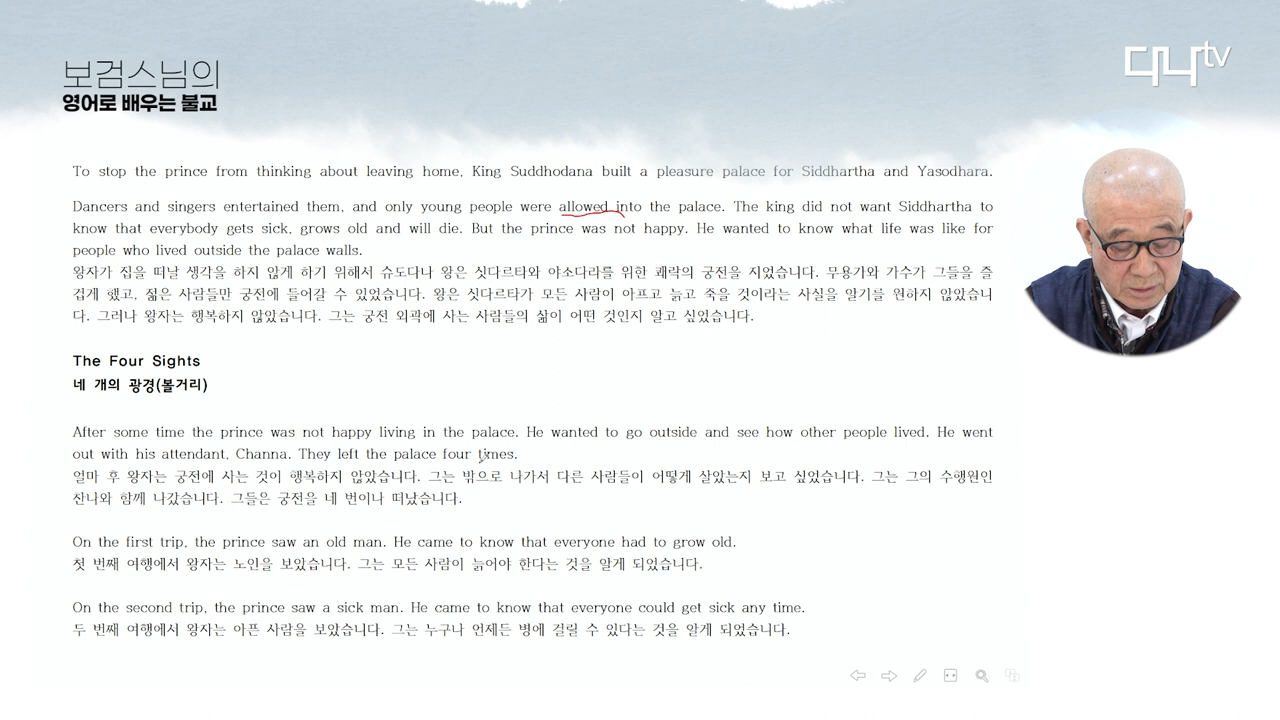 보검스님의
영어로 배우는 불교
디나tv
To stop the prince from thinking about leaving home, King Suddhodana built a pleasure palace for Siddhartha and Yasodhara.
Dancers and singers entertained them, and only young people were allowed into the palace. The king did not want Siddhartha to
know that everybody gets sick, grows old and will die. But the prince was not happy. He wanted to know what life was like for
people who lived outside the palace walls.
왕자가 집을 떠날 생각을 하지 않게 하기 위해서 슈도다나 왕은 싯다르타와 야소다라를 위한 쾌락의 궁전을 지었습니다. 무용가와 가수가 그들을 즐
겁게 했고, 젊은 사람들만 궁전에 들어갈 수 있었습니다. 왕은 싯다르타가 모든 사람이 아프고 늙고 죽을 것이라는 사실을 알기를 원하지 않았습니
다. 그러나 왕자는 행복하지 않았습니다. 그는 궁전 외곽에 사는 사람들의 삶이 어떤 것인지 알고 싶었습니다.
The Four Sights
네 개의 광경(볼거리)
After some time the prince was not happy living in the palace. He wanted to go outside and see how other people lived. He went
out with his attendant, Channa. They left the palace four times.
얼마 후 왕자는 궁전에 사는 것이 행복하지 않았습니다. 그는 밖으로 나가서 다른 사람들이 어떻게 살았는지 보고 싶었습니다. 그는 그의 수행원인
잔나와 함께 나갔습니다. 그들은 궁전을 네 번이나 떠났습니다.
On the first trip, the prince saw an old man. He came to know that everyone had to grow old.
첫 번째 여행에서 왕자는 노인을 보았습니다. 그는 모든 사람이 늙어야 한다는 것을 알게 되었습니다.
On the second trip, the prince saw a sick man. He came to know that everyone could get sick any time.
두 번째 여행에서 왕자는 아픈 사람을 보았습니다. 그는 누구나 언제든 병에 걸릴 수 있다는 것을 알게 되었습니다.